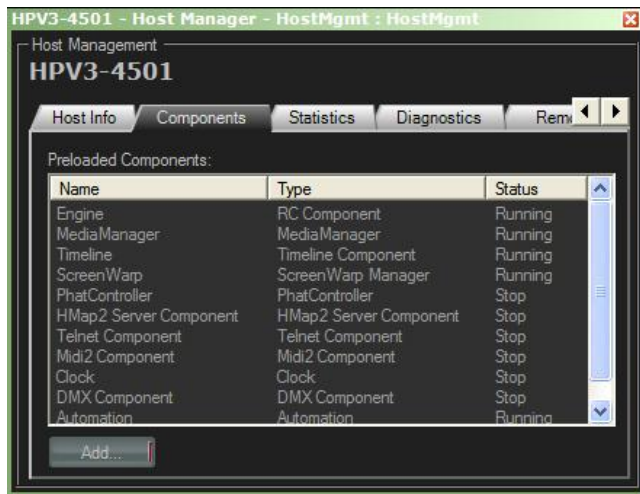 HPV3-4501 - Host Manager - HostMgmt : HostMgmt
Host Management
HPV3-4501
Host Info Components Statistics Diagnostics
Preloaded Components:
Name Type Status
Engine RC Component Running
MediaManager MediaManager Running
Timeline Timeline Component Running
ScreenWarp ScreenWarp Manager Running
PhatController PhatController Stop
HMap2 Server Component HMap2 Server Component Stop
Telnet Component Telnet Component Stop
Midi2 Component Midi2 Component Stop
Clock Clock Stop
DMX Component DMX Component Stop
Automation Automation Running
Add...